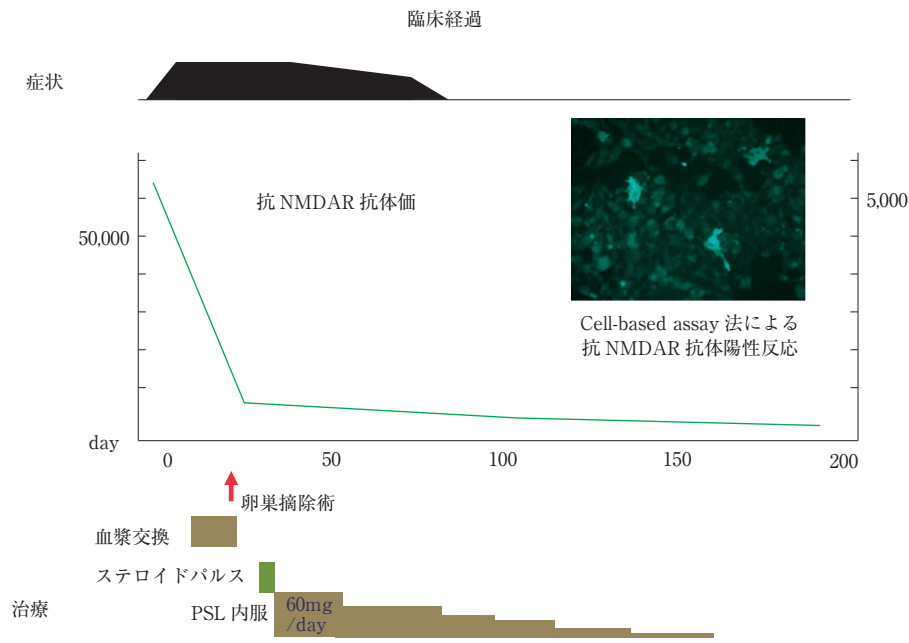 臨床経過
症状
抗 NMDAR 抗体価
50,000
5,000
Cell-based assay 法による
抗 NMDAR 抗体陽性反応
day
0 50 100 150 200
卵巣摘除術
血漿交換
ステロイドパルス
治療
PSL 内服
60mg
/day